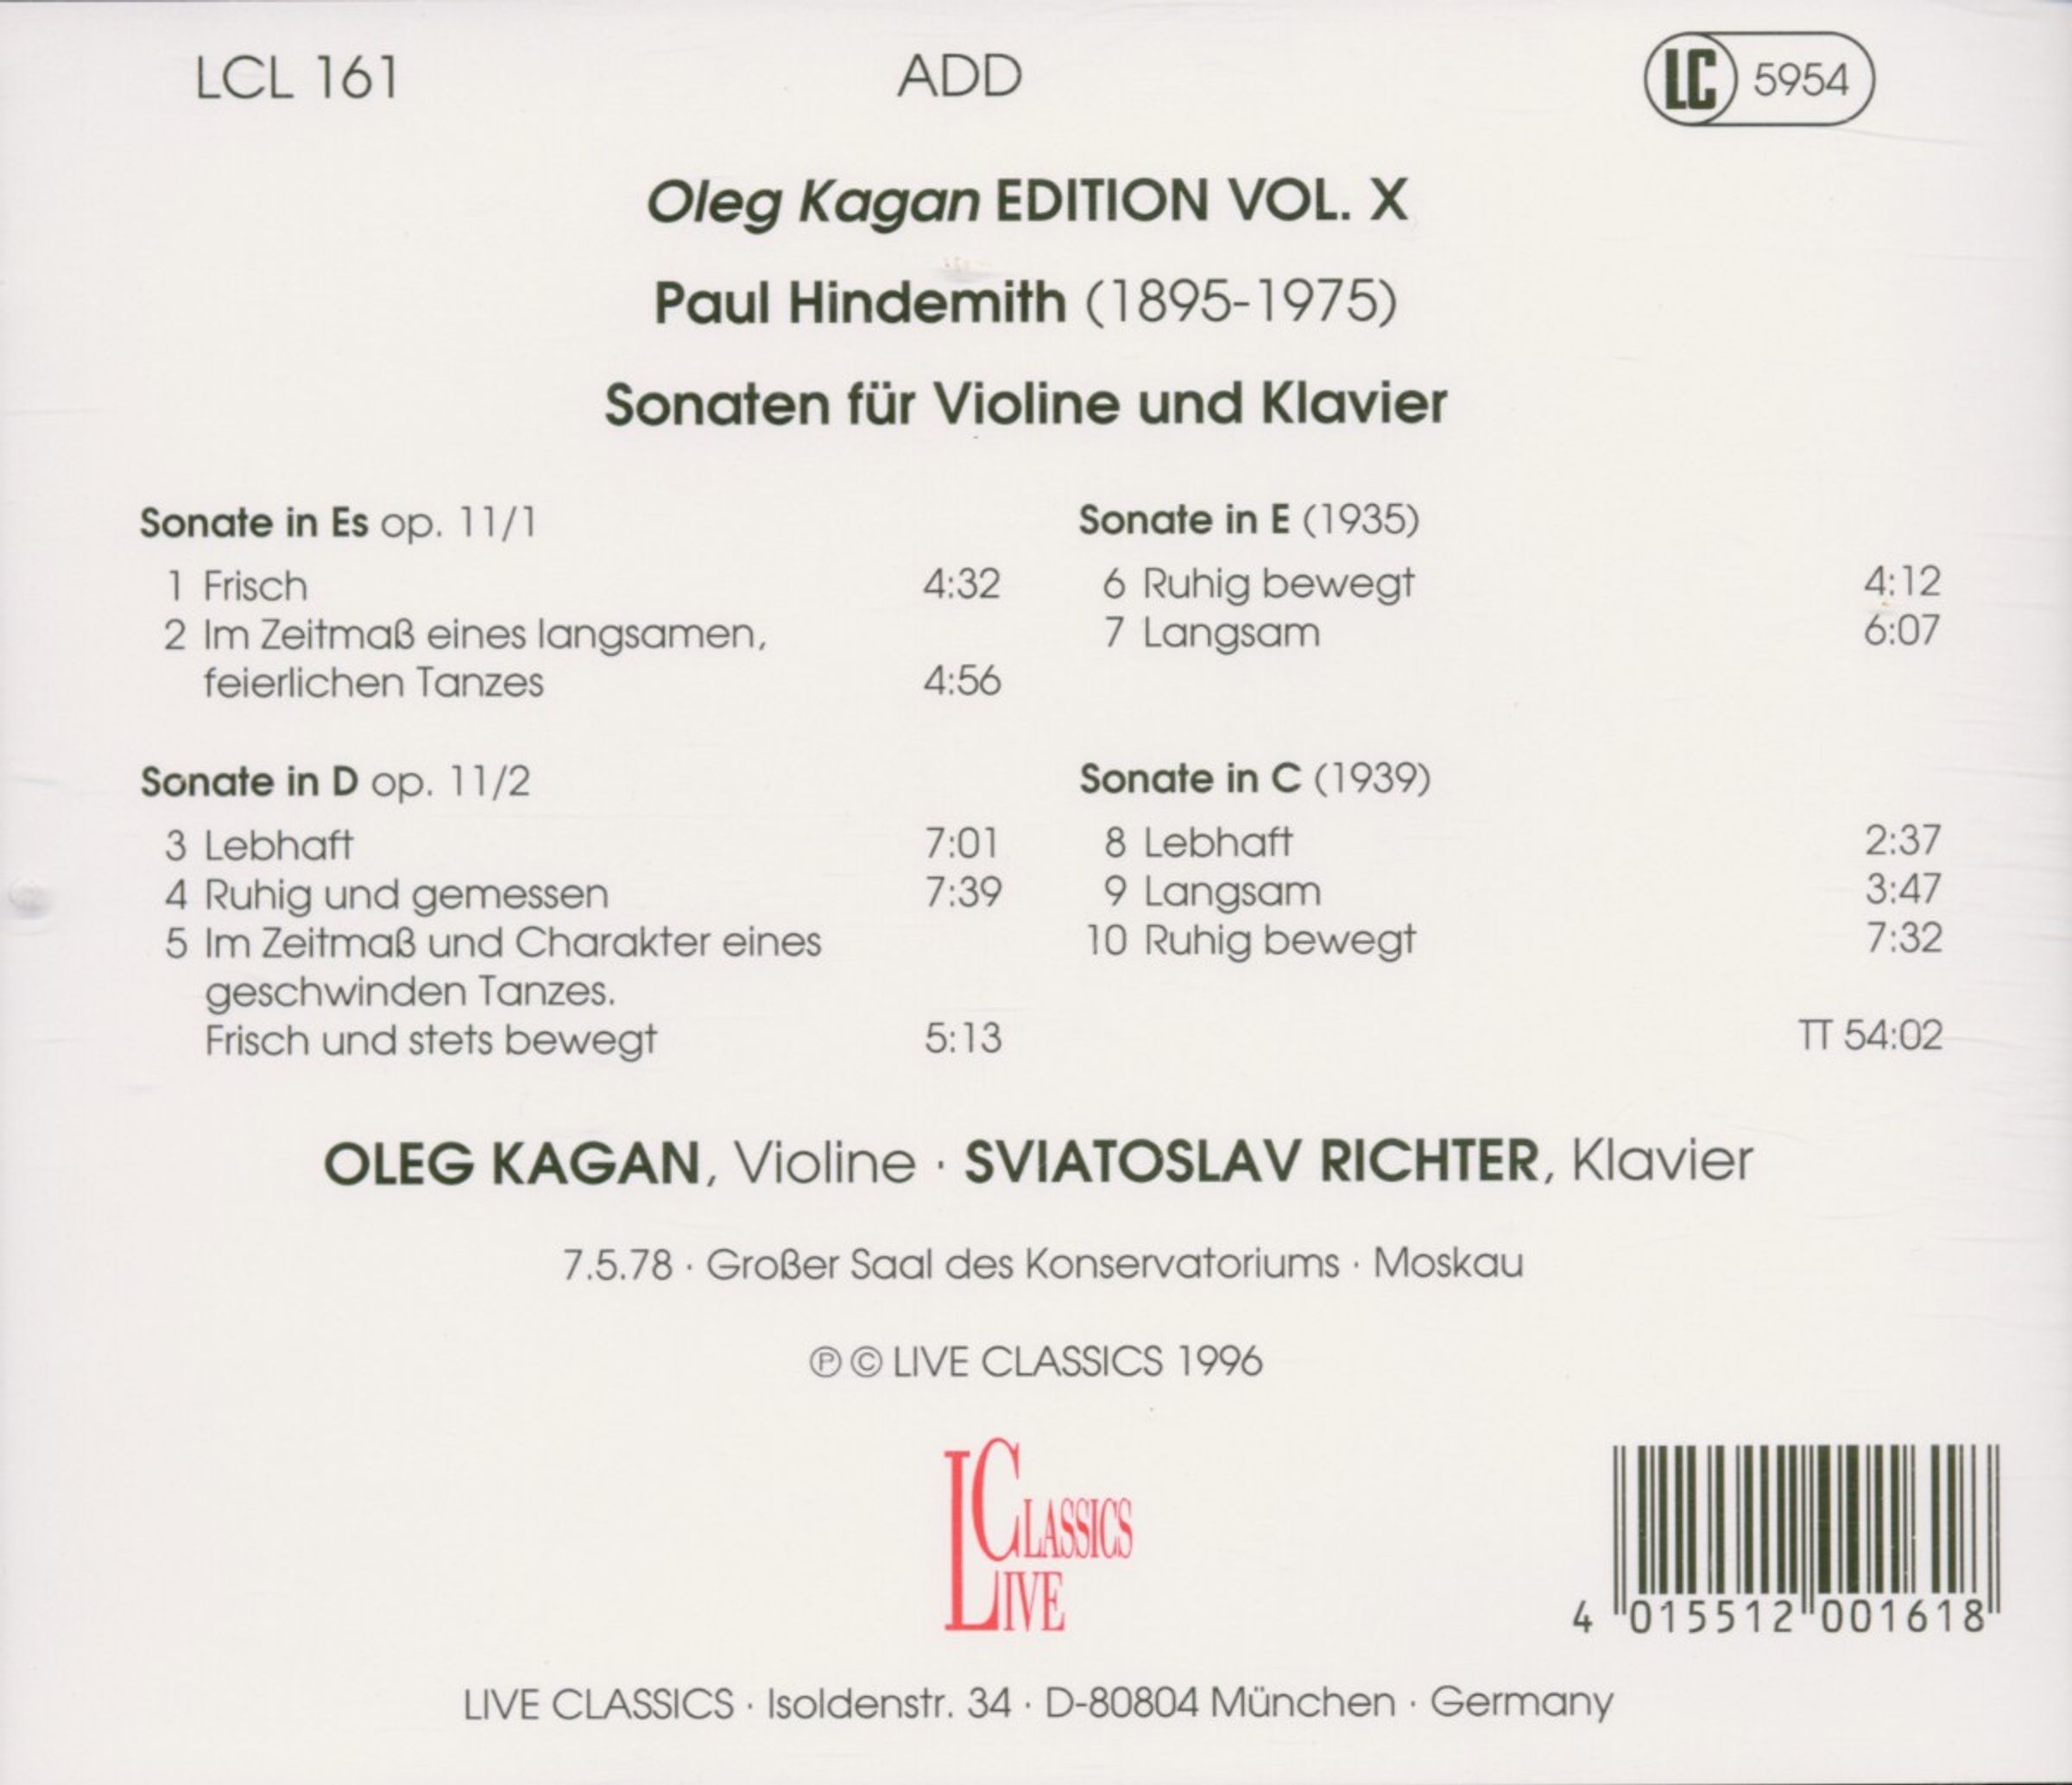 LCL 161
ADD
LC 5954
Oleg Kagan EDITION VOL. X
Paul Hindemith (1895-1975)
Sonaten für Violine und Klavier
Sonate in Es op. 11/1
1 Frisch 4:32
2 Im Zeitmaß eines langsamen,
feierlichen Tanzes 4:56
Sonate in D op. 11/2
3 Lebhaft 7:01
4 Ruhig und gemessen 7:39
5 Im Zeitmaß und Charakter eines
geschwinden Tanzes.
Frisch und stets bewegt 5:13
Sonate in E (1935)
6 Ruhig bewegt 4:12
7 Langsam 6:07
Sonate in C (1939)
8 Lebhaft 2:37
9 Langsam 3:47
10 Ruhig bewegt 7:32
TT 54:02
OLEG KAGAN, Violine · SVIATOSLAV RICHTER, Klavier
7.5.78 · Großer Saal des Konservatoriums · Moskau
℗ © LIVE CLASSICS 1996
CLASSICS
LIVE
4 015512 001618
LIVE CLASSICS · Isoldenstr. 34 · D-80804 München · Germany